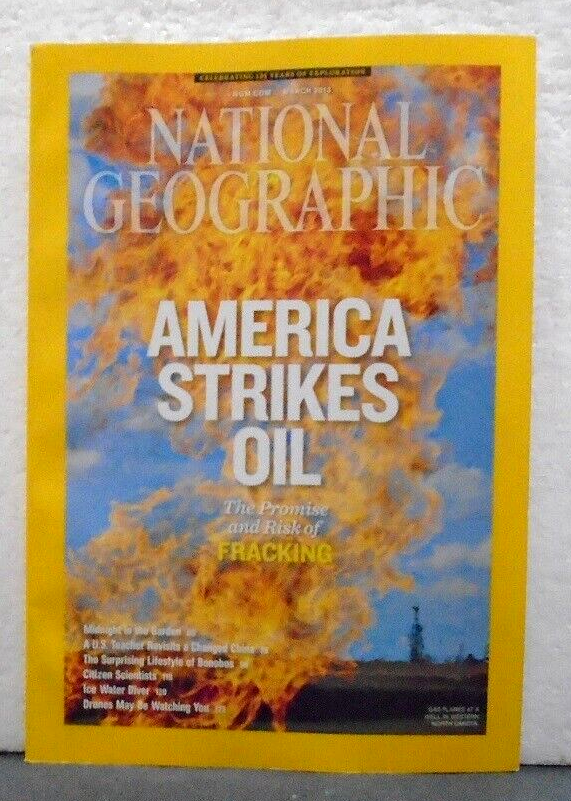 CELEBRATING 125 YEARS OF EXPLORATION
NGM.COM MARCH 2013
NATIONAL
GEOGRAPHIC
AMERICA
STRIKES
OIL
The Promise
and Risk of
FRACKING
Midnight in the Garden
A U.S. Teacher Revisits a Changed China
The Surprising Lifestyle of Bonobos
Citizen Scientists
Ice Water Diver
Drones May Be Watching You
GAS FLAMES AT A
WELL IN WESTERN
NORTH DAKOTA